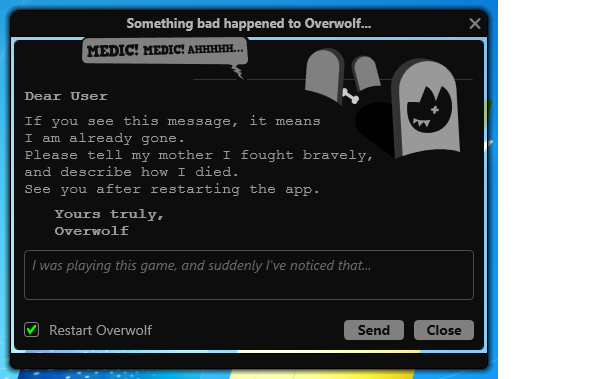 Something bad happened to Overwolf...
MEDIC! MEDIC! AHHHHH...
Dear User
If you see this message, it means
I am already gone.
Please tell my mother I fought bravely,
and describe how I died.
See you after restarting the app.
Yours truly,
Overwolf
I was playing this game, and suddenly I've noticed that...
Restart Overwolf
Send
Close